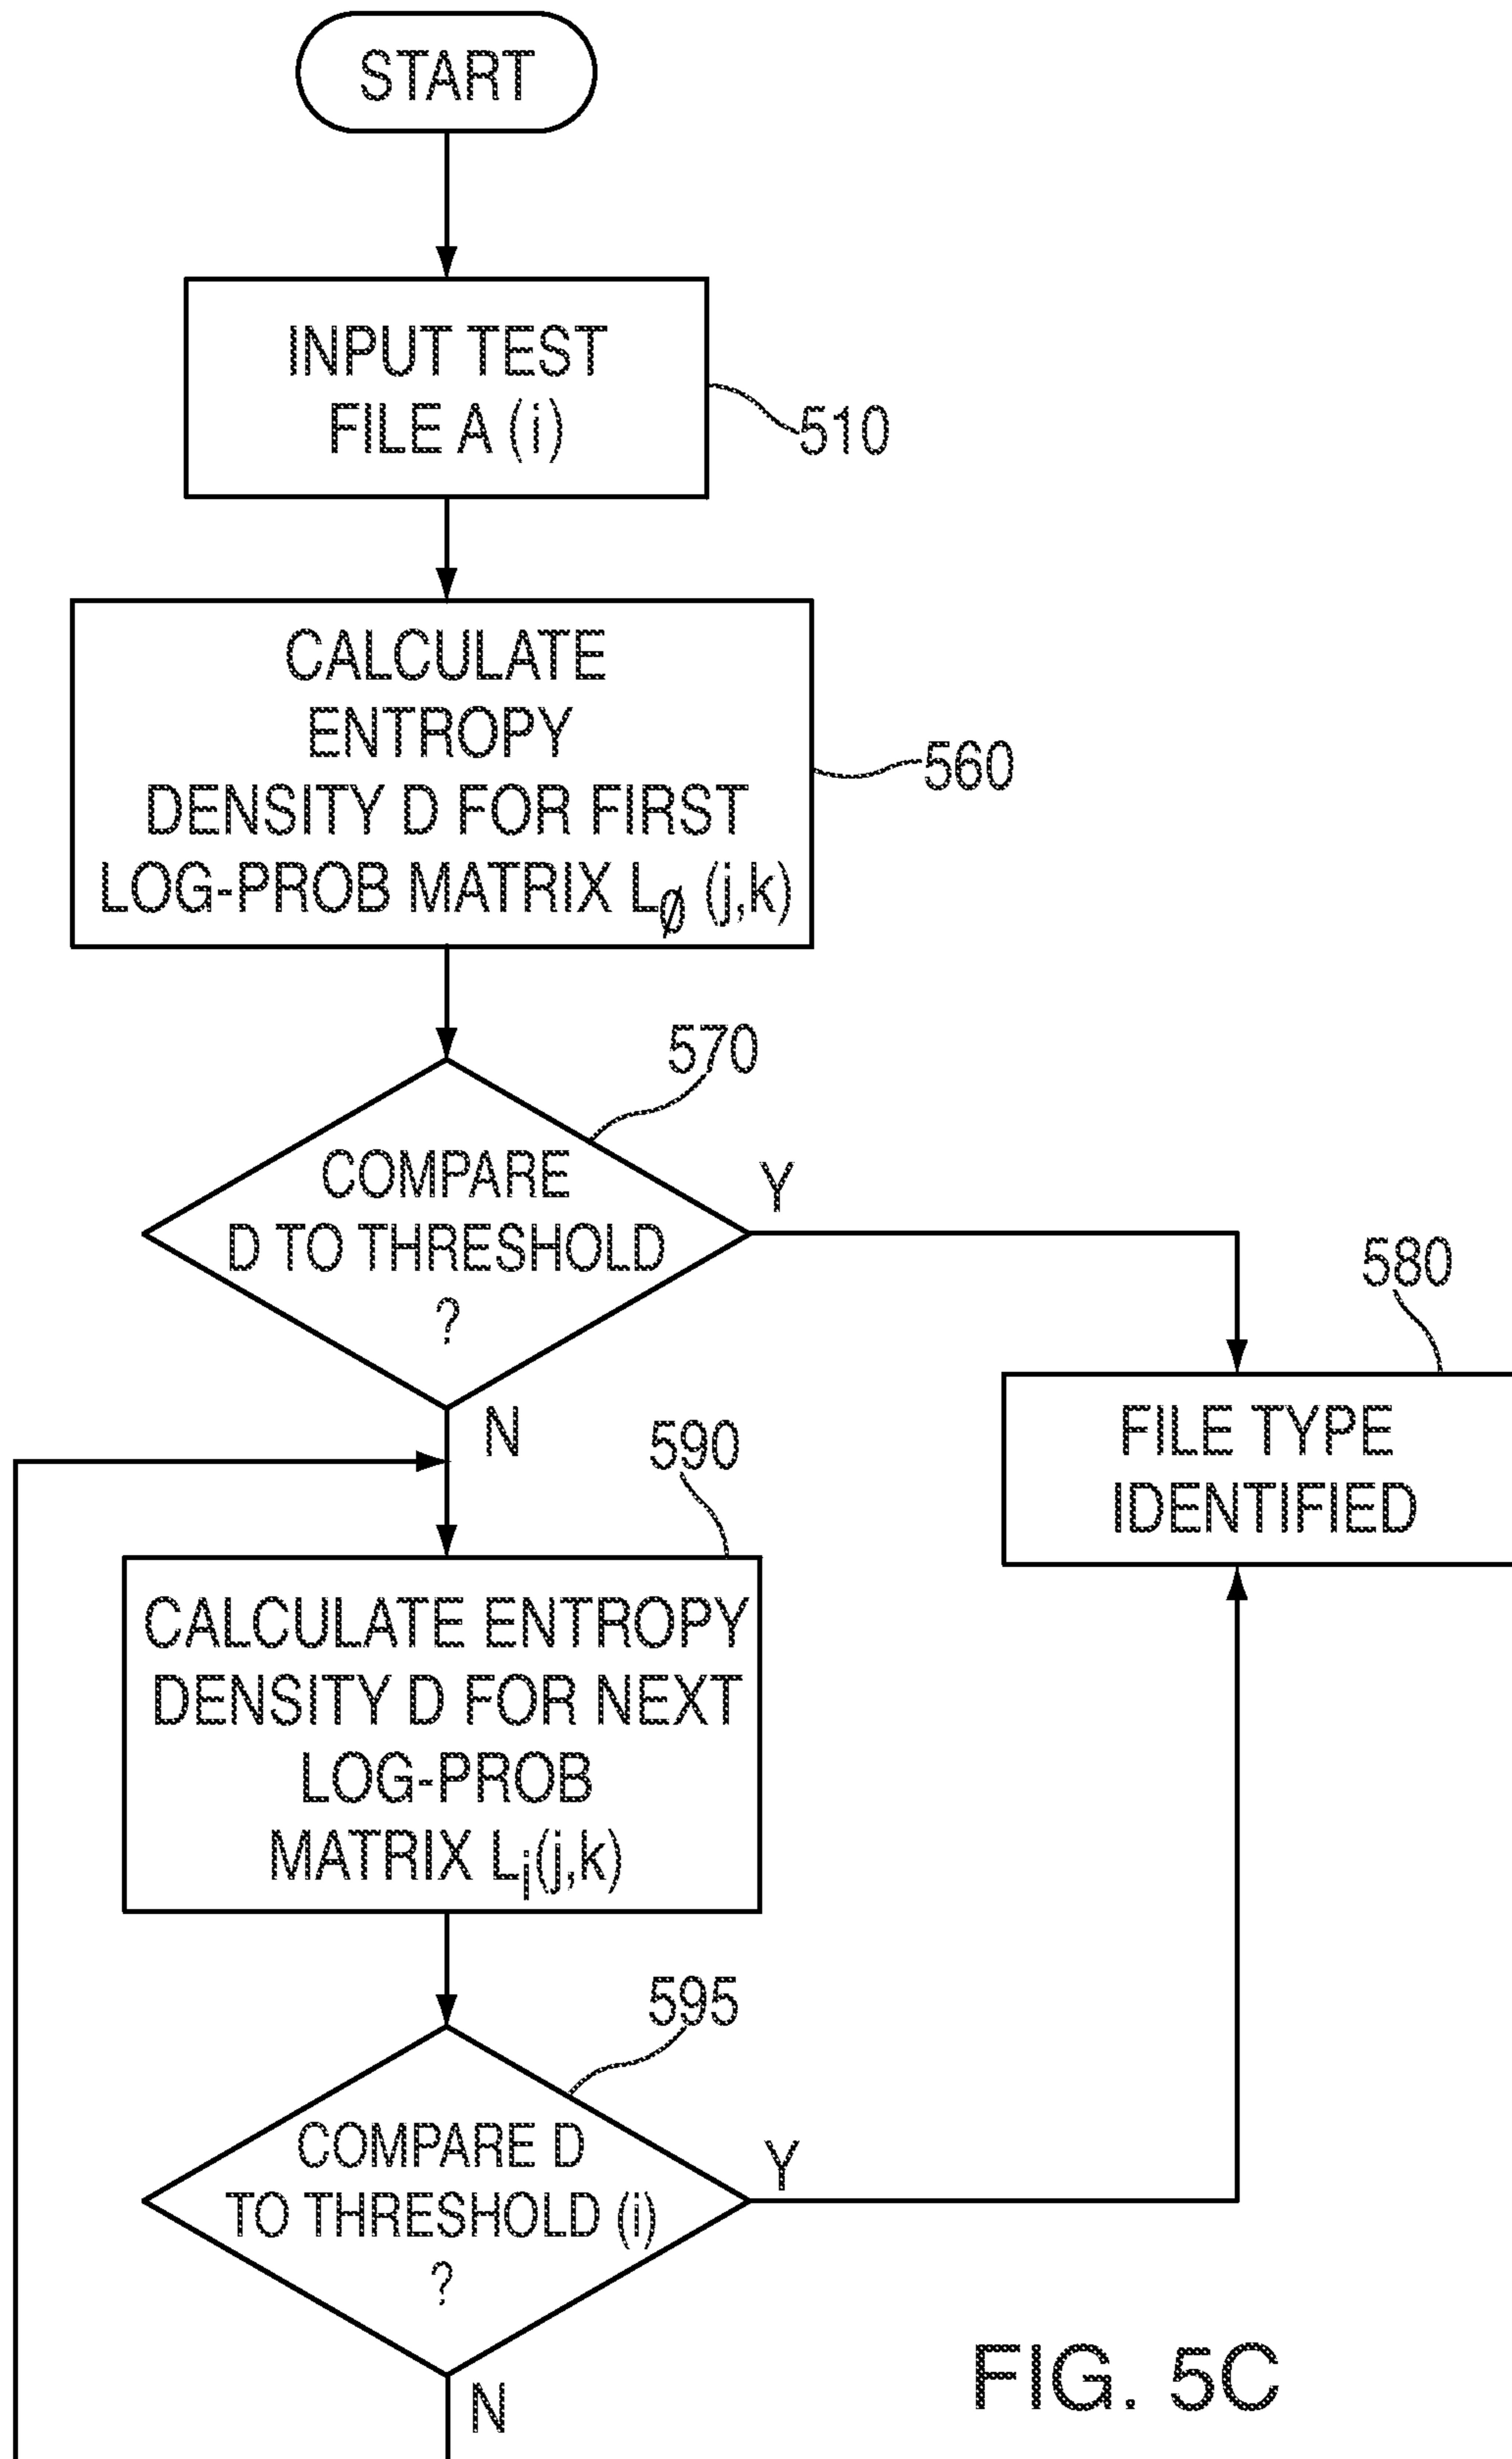 START
INPUT TEST
FILE A (i)
510
CALCULATE
ENTROPY
DENSITY D FOR FIRST
LOG-PROB MATRIX L∅ (j,k)
560
570
COMPARE
D TO THRESHOLD
?
Y
N
580
FILE TYPE
IDENTIFIED
590
CALCULATE ENTROPY
DENSITY D FOR NEXT
LOG-PROB
MATRIX Li(j,k)
595
COMPARE D
TO THRESHOLD (i)
?
Y
N
FIG. 5C